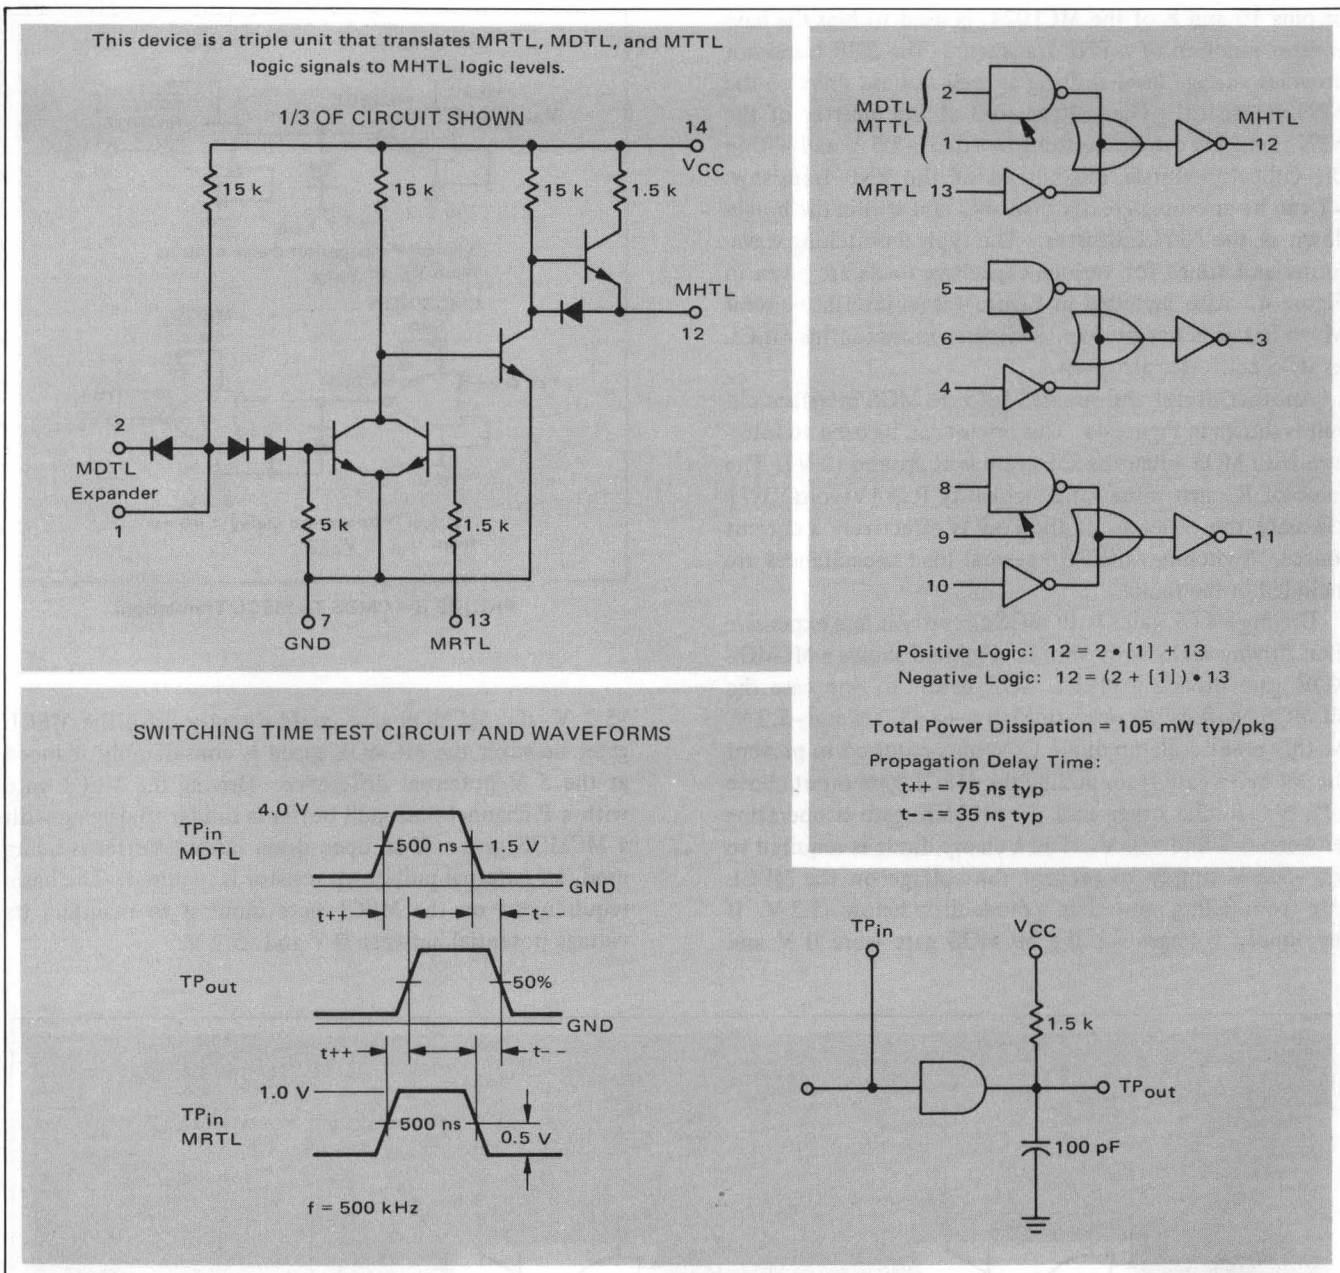 This device is a triple unit that translates MRTL, MDTL, and MTTL
logic signals to MHTL logic levels.
1/3 OF CIRCUIT SHOWN
14
VCC
15 k
15 k
15 k
1.5 k
MHTL
12
2
MDTL
Expander
1
5 k
1.5 k
7
GND
13
MRTL
MDTL
MTTL
2
1
MRTL 13
MHTL
12
5
6
4
3
8
9
10
11
Positive Logic: 12 = 2 • [1] + 13
Negative Logic: 12 = (2 + [1]) • 13
Total Power Dissipation = 105 mW typ/pkg
Propagation Delay Time:
t++ = 75 ns typ
t- - = 35 ns typ
SWITCHING TIME TEST CIRCUIT AND WAVEFORMS
4.0 V
TPin
MDTL
500 ns
1.5 V
GND
t++
t- -
TPout
50%
GND
t++
t- -
1.0 V
TPin
MRTL
500 ns
0.5 V
f = 500 kHz
TPin
VCC
1.5 k
TPout
100 pF